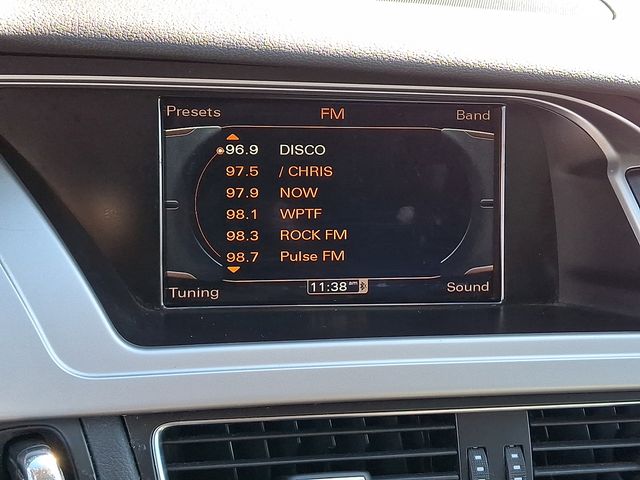 Presets FM Band
96.9 DISCO
97.5 / CHRIS
97.9 NOW
98.1 WPTF
98.3 ROCK FM
98.7 Pulse FM
Tuning 11:38 am Sound